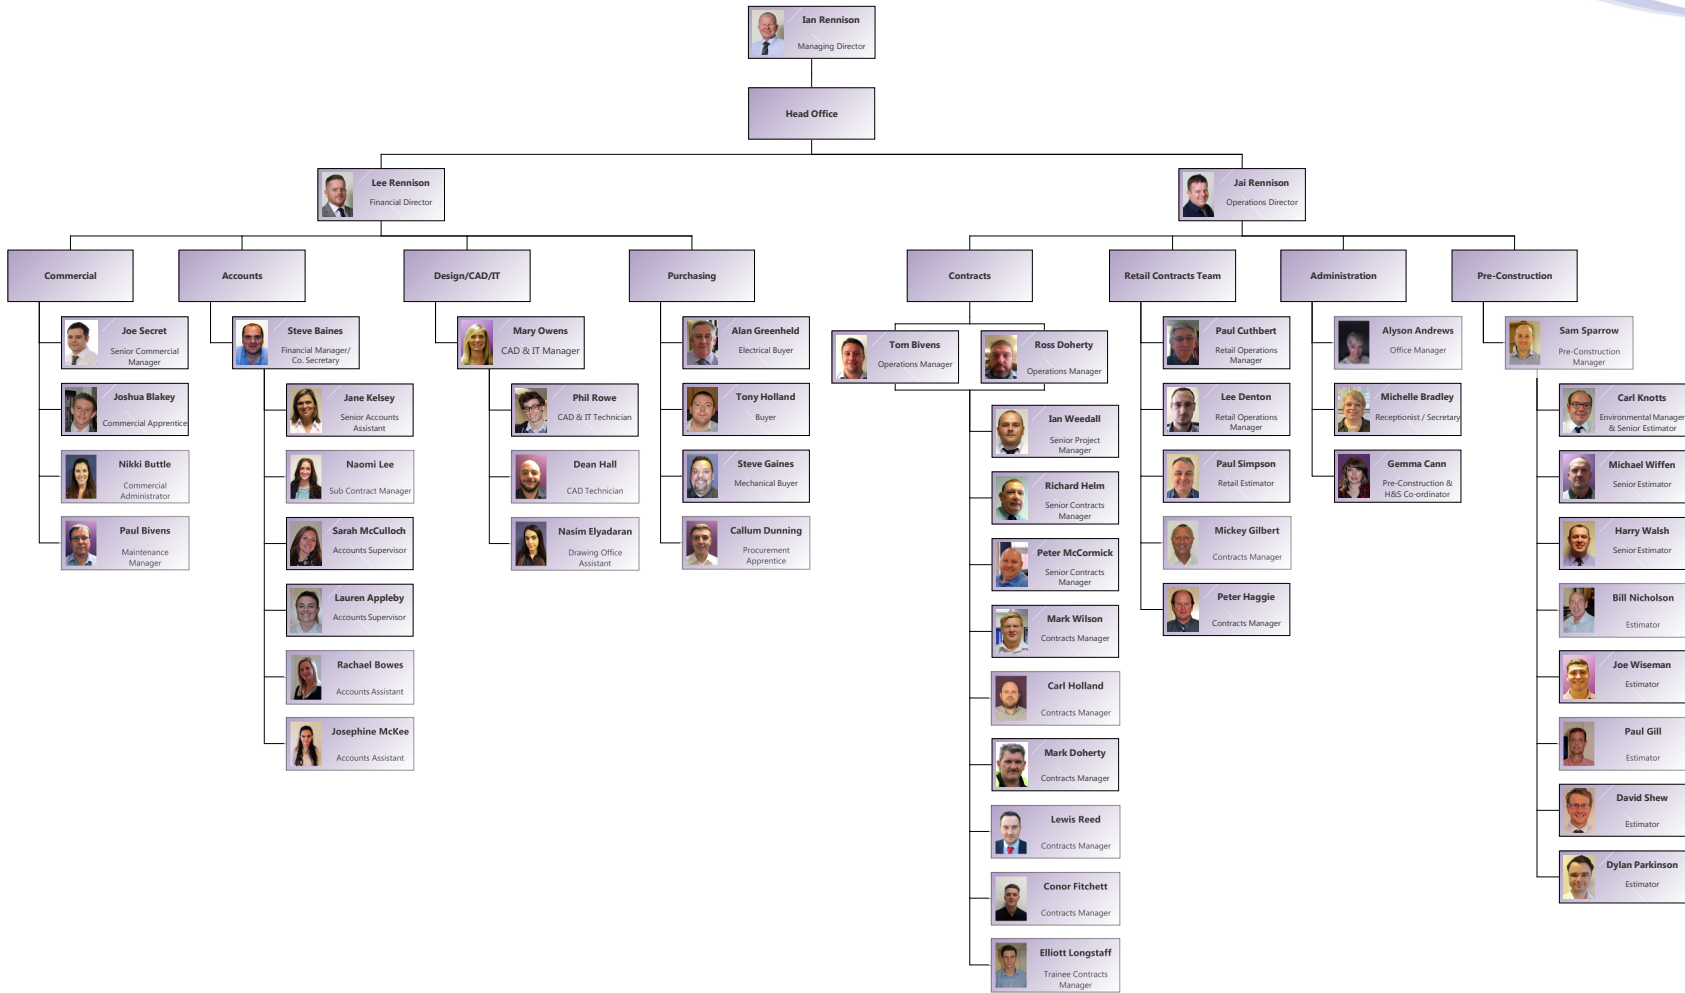 Ian Rennison
Managing Director
Head Office
Lee Rennison
Financial Director
Jai Rennison
Operations Director
Commercial
Joe Secret
Senior Commercial
Manager
Joshua Blakey
Commercial Apprentice
Nikki Buttle
Commercial
Administrator
Paul Bivens
Maintenance
Manager
Accounts
Steve Baines
Financial Manager/
Co. Secretary
Jane Kelsey
Senior Accounts
Assistant
Naomi Lee
Sub Contract Manager
Sarah McCulloch
Accounts Supervisor
Lauren Appleby
Accounts Supervisor
Rachael Bowes
Accounts Assistant
Josephine McKee
Accounts Assistant
Design/CAD/IT
Mary Owens
CAD & IT Manager
Phil Rowe
CAD & IT Technician
Dean Hall
CAD Technician
Nasim Elyadaran
Drawing Office
Assistant
Purchasing
Alan Greenheld
Electrical Buyer
Tony Holland
Buyer
Steve Gaines
Mechanical Buyer
Callum Dunning
Procurement
Apprentice
Contracts
Tom Bivens
Operations Manager
Ross Doherty
Operations Manager
Ian Weedall
Senior Project
Manager
Richard Helm
Senior Contracts
Manager
Peter McCormick
Senior Contracts
Manager
Mark Wilson
Contracts Manager
Carl Holland
Contracts Manager
Mark Doherty
Contracts Manager
Lewis Reed
Contracts Manager
Conor Fitchett
Contracts Manager
Elliott Longstaff
Trainee Contracts
Manager
Retail Contracts Team
Paul Cuthbert
Retail Operations
Manager
Lee Denton
Retail Operations
Manager
Paul Simpson
Retail Estimator
Mickey Gilbert
Contracts Manager
Peter Haggie
Contracts Manager
Administration
Alyson Andrews
Office Manager
Michelle Bradley
Receptionist / Secretary
Gemma Cann
Pre-Construction &
H&S Co-ordinator
Pre-Construction
Sam Sparrow
Pre-Construction
Manager
Carl Knotts
Environmental Manager
& Senior Estimator
Michael Wiffen
Senior Estimator
Harry Walsh
Senior Estimator
Bill Nicholson
Estimator
Joe Wiseman
Estimator
Paul Gill
Estimator
David Shew
Estimator
Dylan Parkinson
Estimator